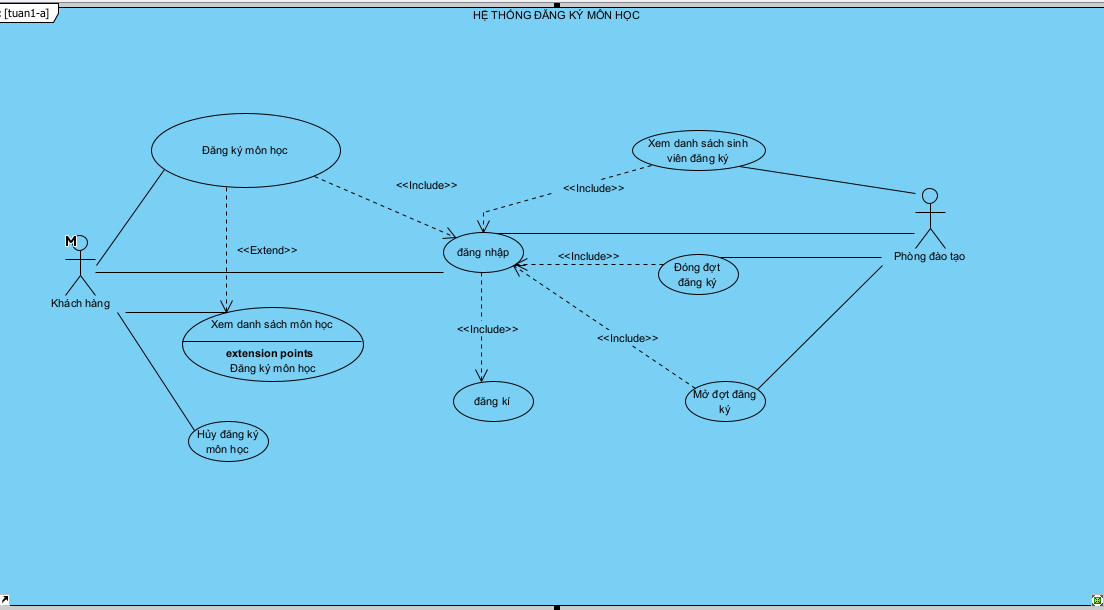 : [tuan1-a]
HỆ THỐNG ĐĂNG KÝ MÔN HỌC
Đăng ký môn học
Xem danh sách sinh
viên đăng ký
<<Include>>
<<Include>>
M
Khách hàng
<<Extend>>
đăng nhập
<<Include>>
Phòng đào tạo
Đóng đợt
đăng ký
Xem danh sách môn học
extension points
Đăng ký môn học
<<Include>>
<<Include>>
đăng kí
Mở đợt đăng
ký
Hủy đăng ký
môn học